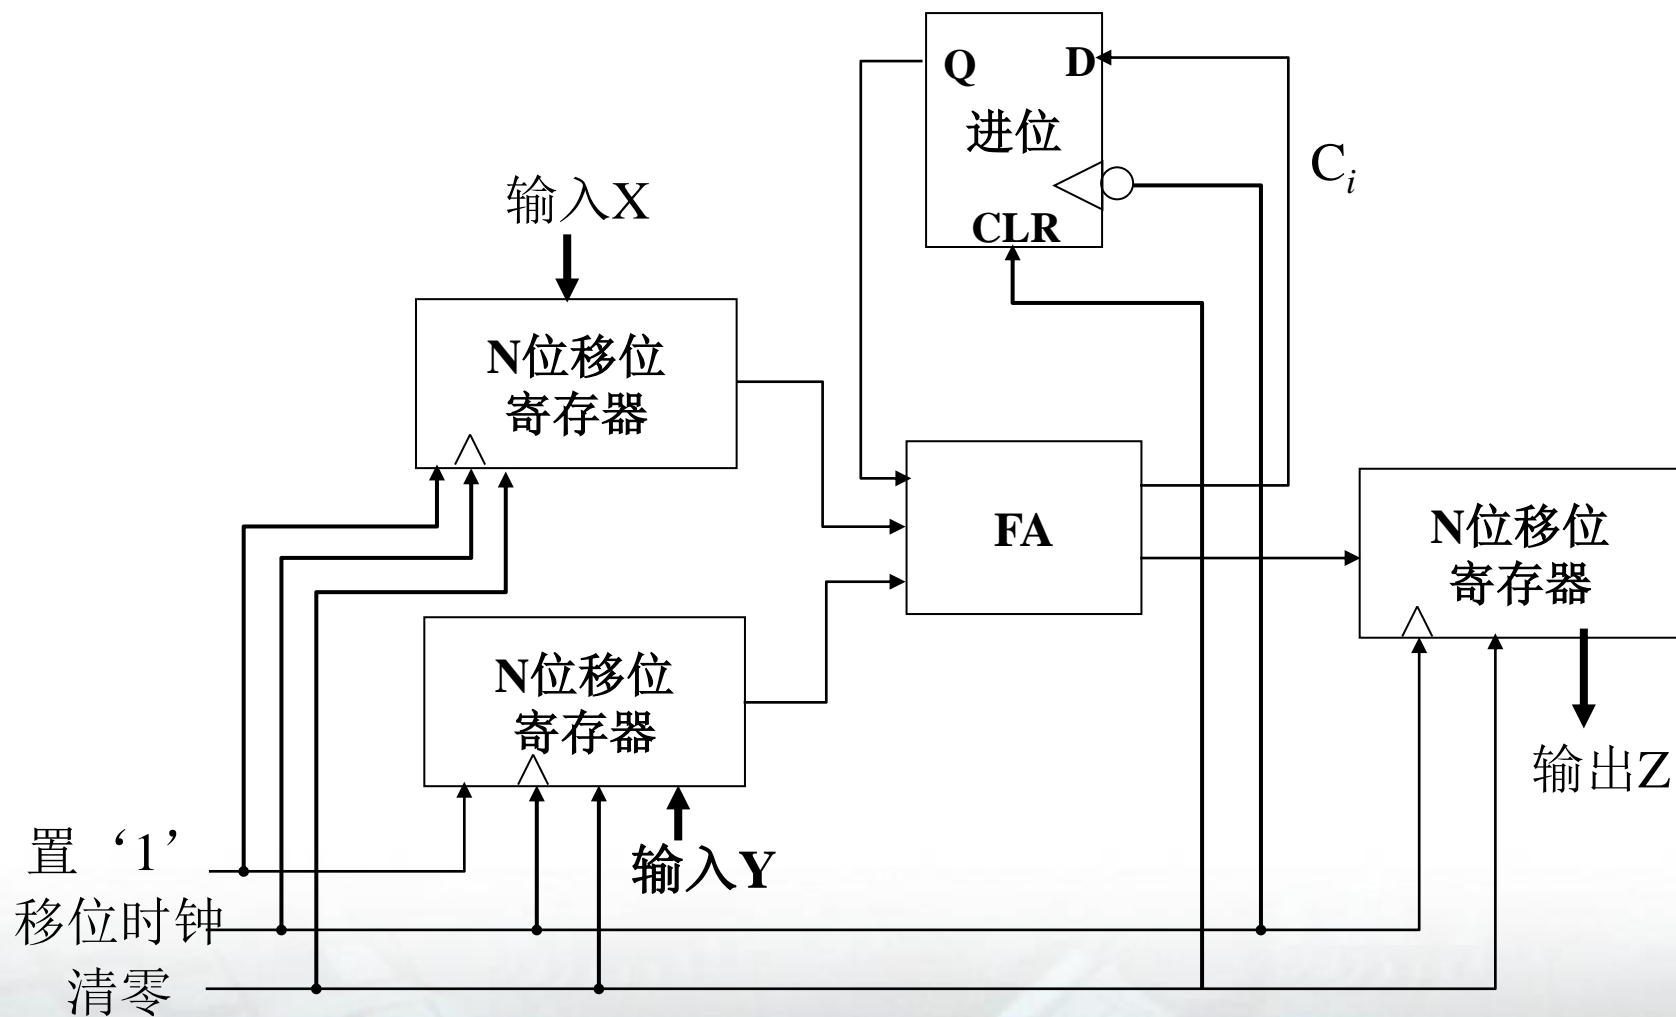 Q D
进位
C_i
CLR
输入X
N位移位
寄存器
FA
N位移位
寄存器
N位移位
寄存器
输出Z
置‘1’
输入Y
移位时钟
清零